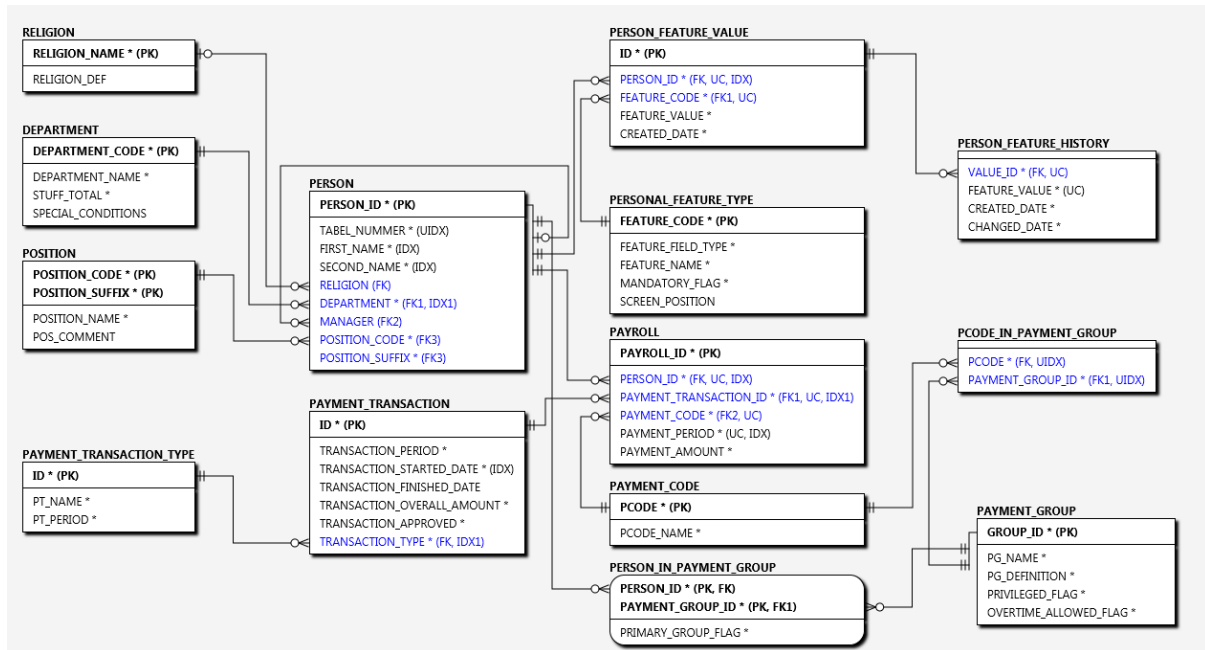 RELIGION
RELIGION_NAME * (PK)
RELIGION_DEF
DEPARTMENT
DEPARTMENT_CODE * (PK)
DEPARTMENT_NAME *
STUFF_TOTAL *
SPECIAL_CONDITIONS
POSITION
POSITION_CODE * (PK)
POSITION_SUFFIX * (PK)
POSITION_NAME *
POS_COMMENT
PAYMENT_TRANSACTION_TYPE
ID * (PK)
PT_NAME *
PT_PERIOD *
PERSON
PERSON_ID * (PK)
TABEL_NUMMER * (UIDX)
FIRST_NAME * (IDX)
SECOND_NAME * (IDX)
RELIGION (FK)
DEPARTMENT * (FK1, IDX1)
MANAGER (FK2)
POSITION_CODE * (FK3)
POSITION_SUFFIX * (FK3)
PAYMENT_TRANSACTION
ID * (PK)
TRANSACTION_PERIOD *
TRANSACTION_STARTED_DATE * (IDX)
TRANSACTION_FINISHED_DATE
TRANSACTION_OVERALL_AMOUNT *
TRANSACTION_APPROVED *
TRANSACTION_TYPE * (FK, IDX1)
PERSON_FEATURE_VALUE
ID * (PK)
PERSON_ID * (FK, UC, IDX)
FEATURE_CODE * (FK1, UC)
FEATURE_VALUE *
CREATED_DATE *
PERSONAL_FEATURE_TYPE
FEATURE_CODE * (PK)
FEATURE_FIELD_TYPE *
FEATURE_NAME *
MANDATORY_FLAG *
SCREEN_POSITION
PAYROLL
PAYROLL_ID * (PK)
PERSON_ID * (FK, UC, IDX)
PAYMENT_TRANSACTION_ID * (FK1, UC, IDX1)
PAYMENT_CODE * (FK2, UC)
PAYMENT_PERIOD * (UC, IDX)
PAYMENT_AMOUNT *
PAYMENT_CODE
PCODE * (PK)
PCODE_NAME *
PERSON_IN_PAYMENT_GROUP
PERSON_ID * (PK, FK)
PAYMENT_GROUP_ID * (PK, FK1)
PRIMARY_GROUP_FLAG *
PERSON_FEATURE_HISTORY
VALUE_ID * (FK, UC)
FEATURE_VALUE * (UC)
CREATED_DATE *
CHANGED_DATE *
PCODE_IN_PAYMENT_GROUP
PCODE * (FK, UIDX)
PAYMENT_GROUP_ID * (FK1, UIDX)
PAYMENT_GROUP
GROUP_ID * (PK)
PG_NAME *
PG_DEFINITION *
PRIVILEGED_FLAG *
OVERTIME_ALLOWED_FLAG *